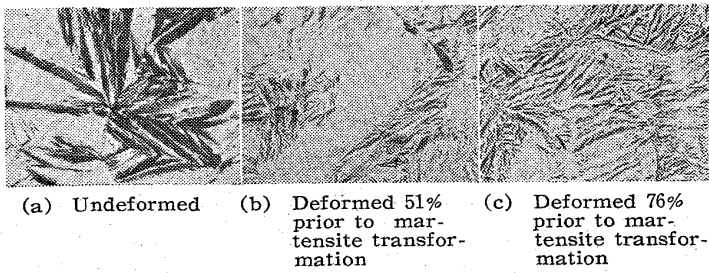 (a) Undeformed
(b) Deformed 51%
prior to mar-
tensite transfor-
mation
(c) Deformed 76%
prior to mar-
tensite transfor-
mation